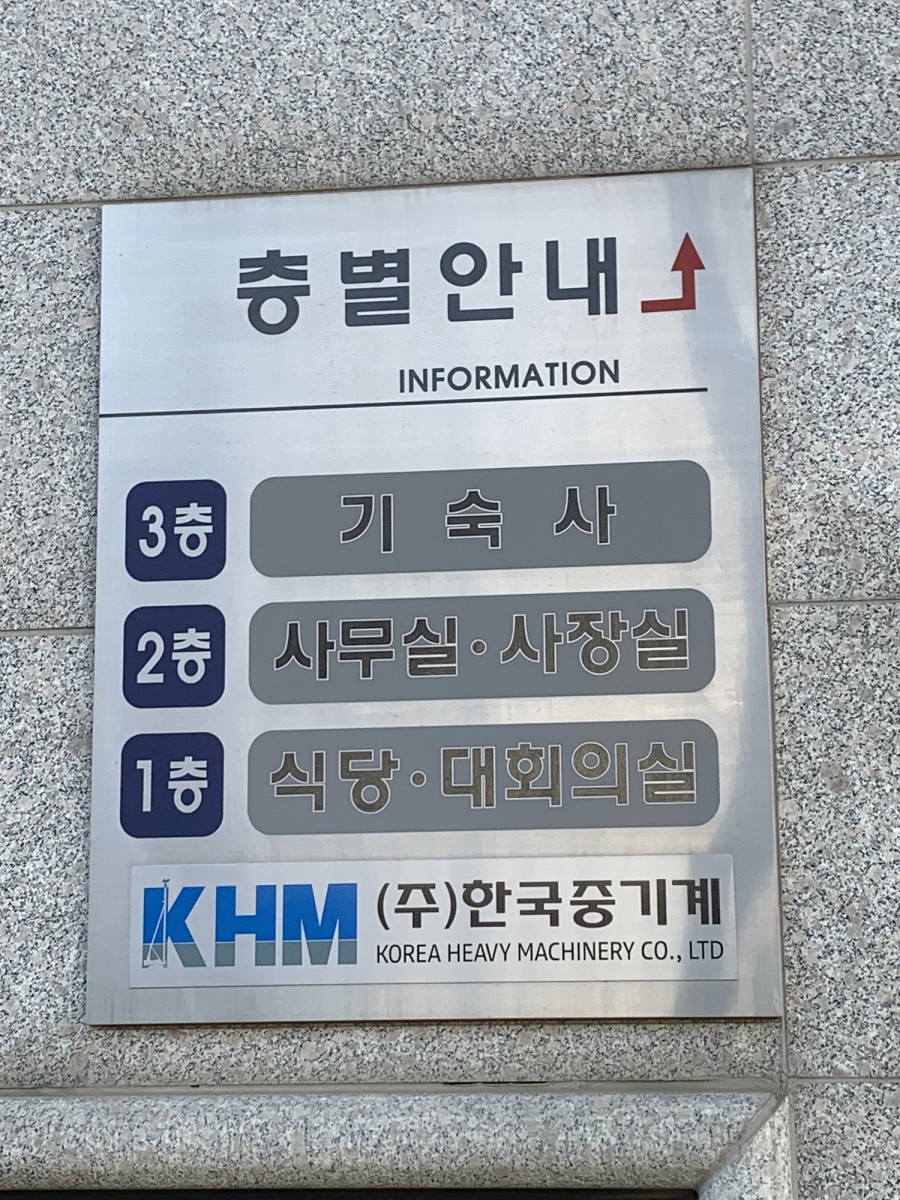 층별안내
INFORMATION
3층 기숙사
2층 사무실·사장실
1층 식당·대회의실
KHM (주)한국중기계
KOREA HEAVY MACHINERY CO., LTD